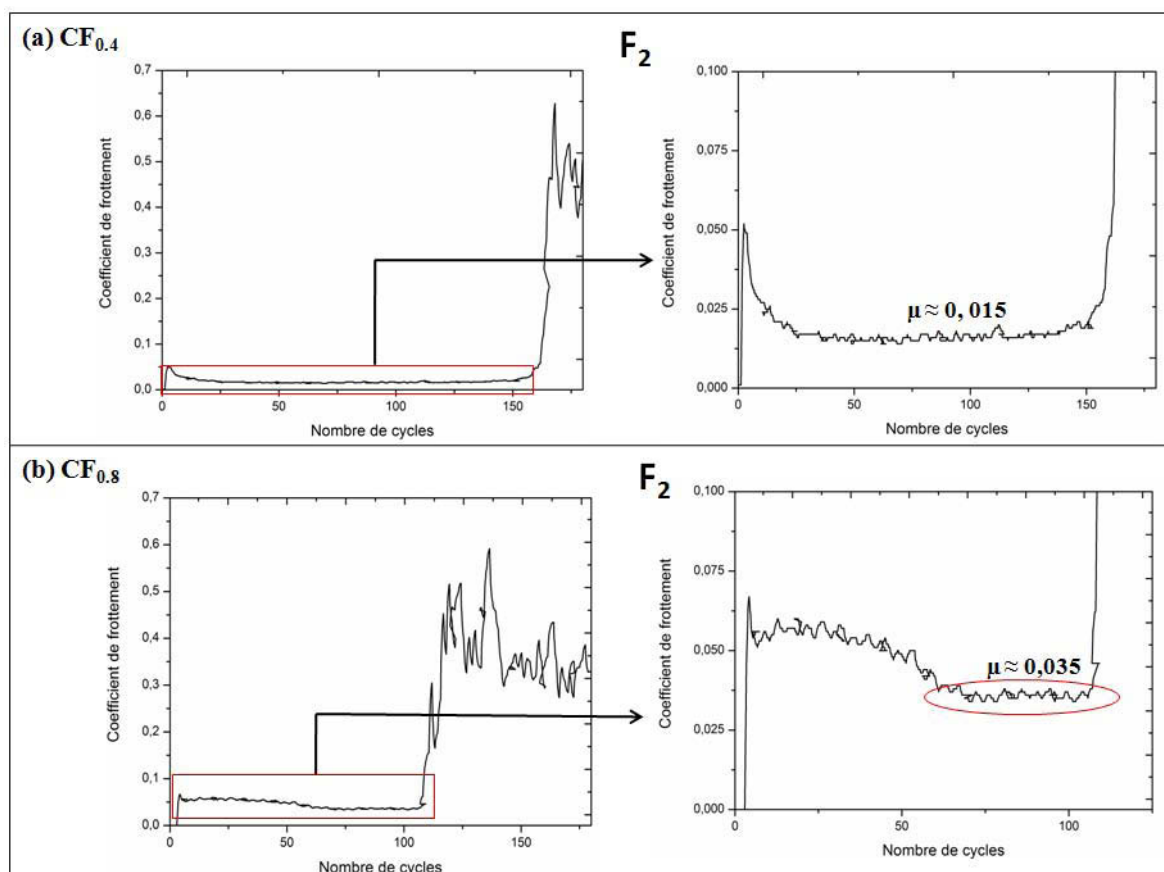 (a) CF0.4
F2
Coefficient de frottement
0,7
0,6
0,5
0,4
0,3
0,2
0,1
0,0
0
50
100
150
Nombre de cycles
Coefficient de frottement
0,100
0,075
0,050
0,025
0,000
μ ≈ 0, 015
0
50
100
150
Nombre de cycles
(b) CF0.8
F2
Coefficient de frottement
0,7
0,6
0,5
0,4
0,3
0,2
0,1
0,0
0
50
100
150
Nombre de cycles
Coefficient de frottement
0,100
0,075
0,050
0,025
0,000
μ ≈ 0,035
0
50
100
Nombre de cycles